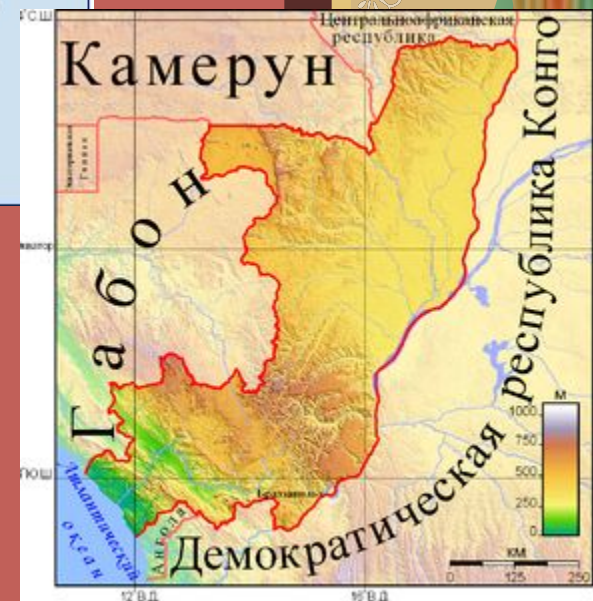 Центральноафриканская
республика
Камерун
Габон
Демократическая республика Конго
Ангола
Атлантический
океан
м
1000
750
500
250
0
км
0 125 250
12°В.Д.
16°В.Д.